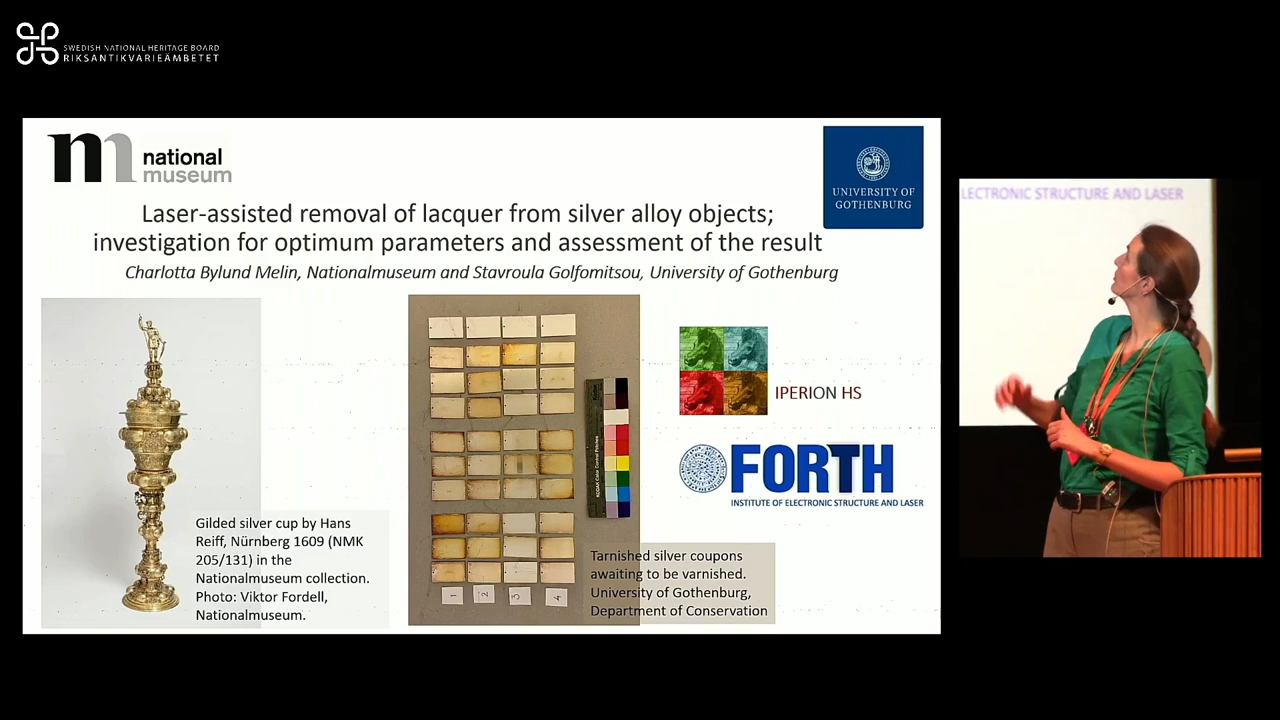 SWEDISH NATIONAL HERITAGE BOARD
RIKSANTIKVARIEÄMBETET
m
national
museum
UNIVERSITY OF
GOTHENBURG
Laser-assisted removal of lacquer from silver alloy objects;
investigation for optimum parameters and assessment of the result
Charlotta Bylund Melin, Nationalmuseum and Stavroula Golfomitsou, University of Gothenburg
IPERION HS
FORTH
INSTITUTE OF ELECTRONIC STRUCTURE AND LASER
Gilded silver cup by Hans
Reiff, Nürnberg 1609 (NMK
205/131) in the
Nationalmuseum collection.
Photo: Viktor Fordell,
Nationalmuseum.
1 2 3 4
Tarnished silver coupons
awaiting to be varnished.
University of Gothenburg,
Department of Conservation
LECTRONIC STRUCTURE AND LASER